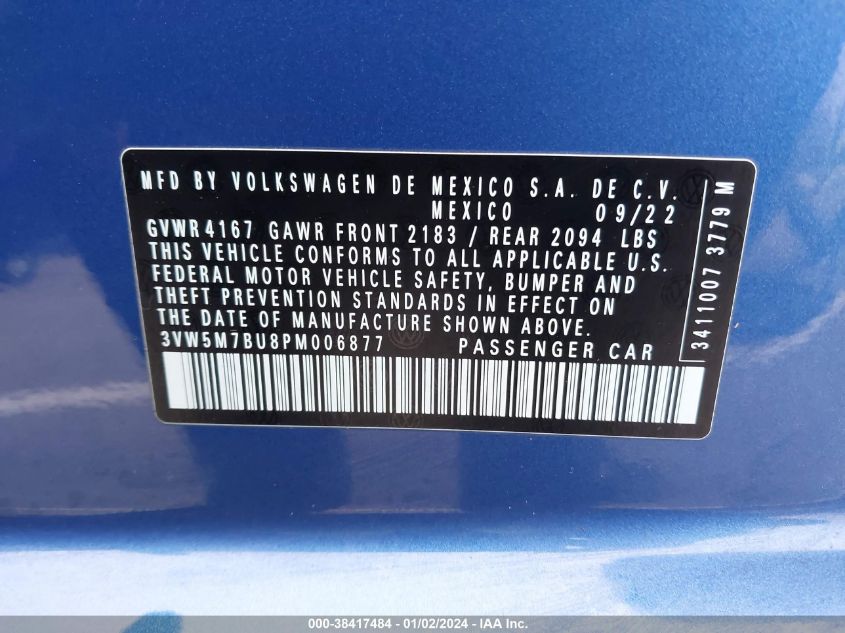 MFD BY VOLKSWAGEN DE MEXICO S.A. DE C.V.
MEXICO 09/22
GVWR 4167 GAWR FRONT 2183 / REAR 2094 LBS
THIS VEHICLE CONFORMS TO ALL APPLICABLE U.S.
FEDERAL MOTOR VEHICLE SAFETY, BUMPER AND
THEFT PREVENTION STANDARDS IN EFFECT ON
THE DATE OF MANUFACTURE SHOWN ABOVE.
3VW5M7BU8PM006877 PASSENGER CAR
3411007 3779 M
000-38417484 - 01/02/2024 - IAA Inc.